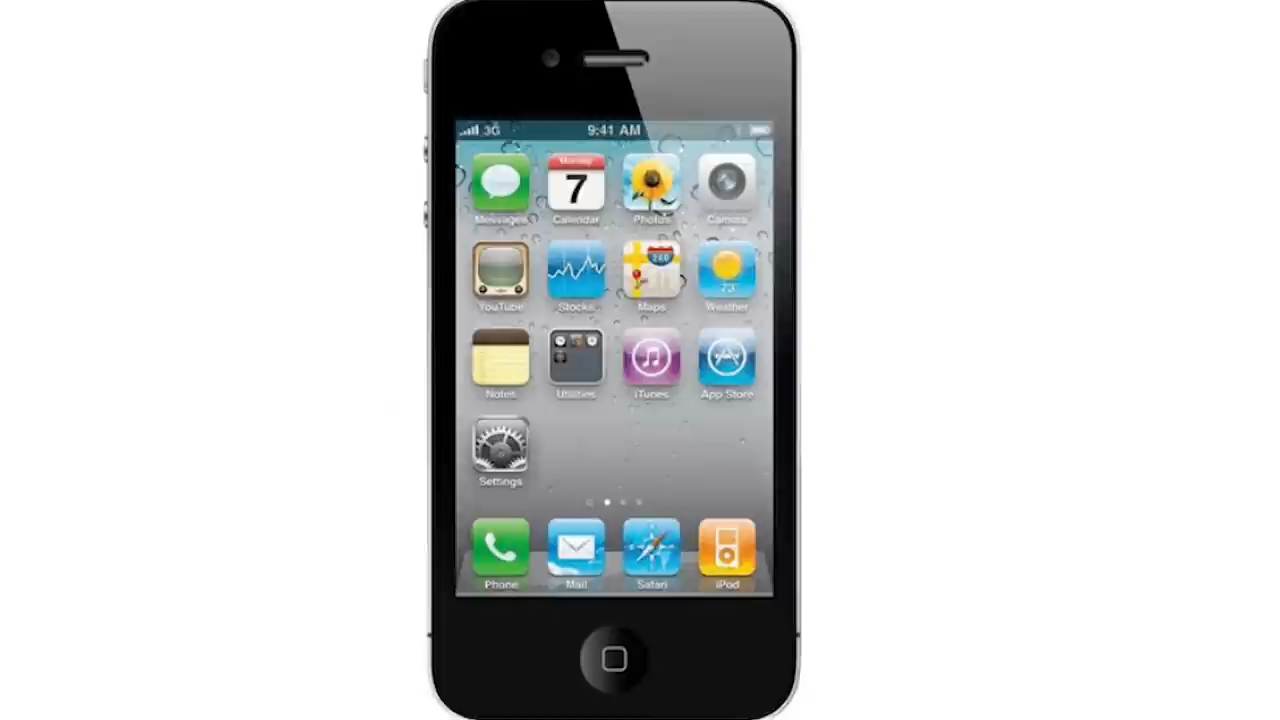 3G 9:41 AM
Monday
7
Messages Calendar Photos Camera
280
73°
YouTube Stocks Maps Weather
Notes Utilities iTunes App Store
Settings
Phone Mail Safari iPod